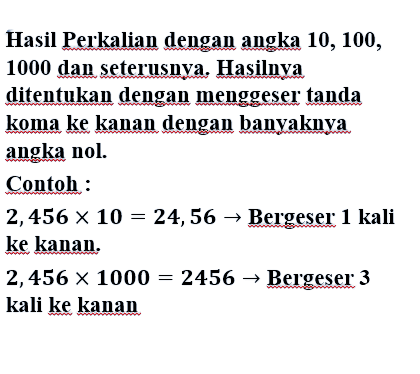 Hasil Perkalian dengan angka 10, 100,
1000 dan seterusnya. Hasilnya
ditentukan dengan menggeser tanda
koma ke kanan dengan banyaknya
angka nol.
Contoh :
2, 456 × 10 = 24, 56 → Bergeser 1 kali
ke kanan.
2, 456 × 1000 = 2456 → Bergeser 3
kali ke kanan